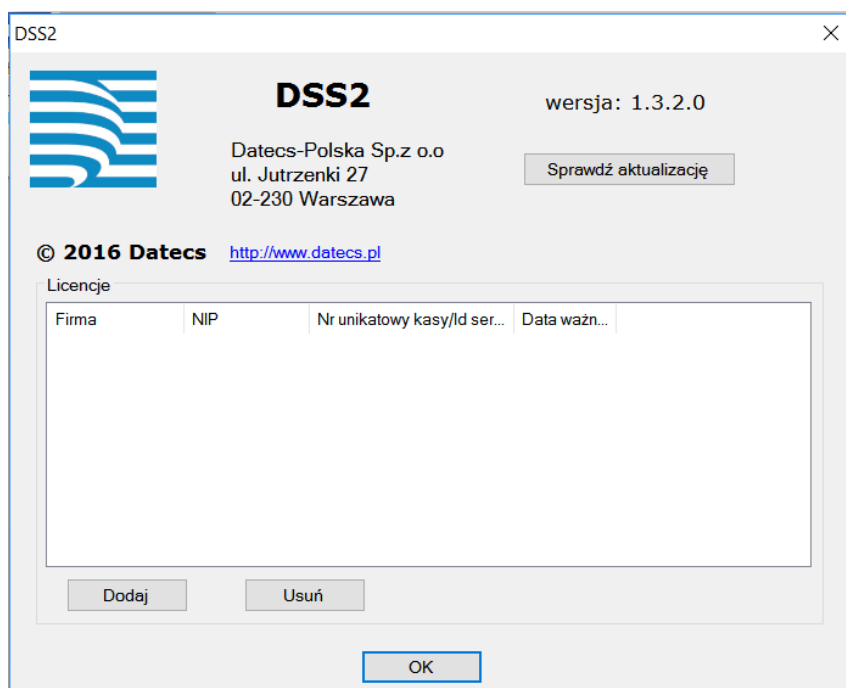 DSS2
DSS2
wersja: 1.3.2.0
Datecs-Polska Sp.z o.o
ul. Jutrzenki 27
02-230 Warszawa
Sprawdź aktualizację
© 2016 Datecs http://www.datecs.pl
Licencje
Firma NIP Nr unikatowy kasy/Id ser... Data ważn...
Dodaj Usuń
OK